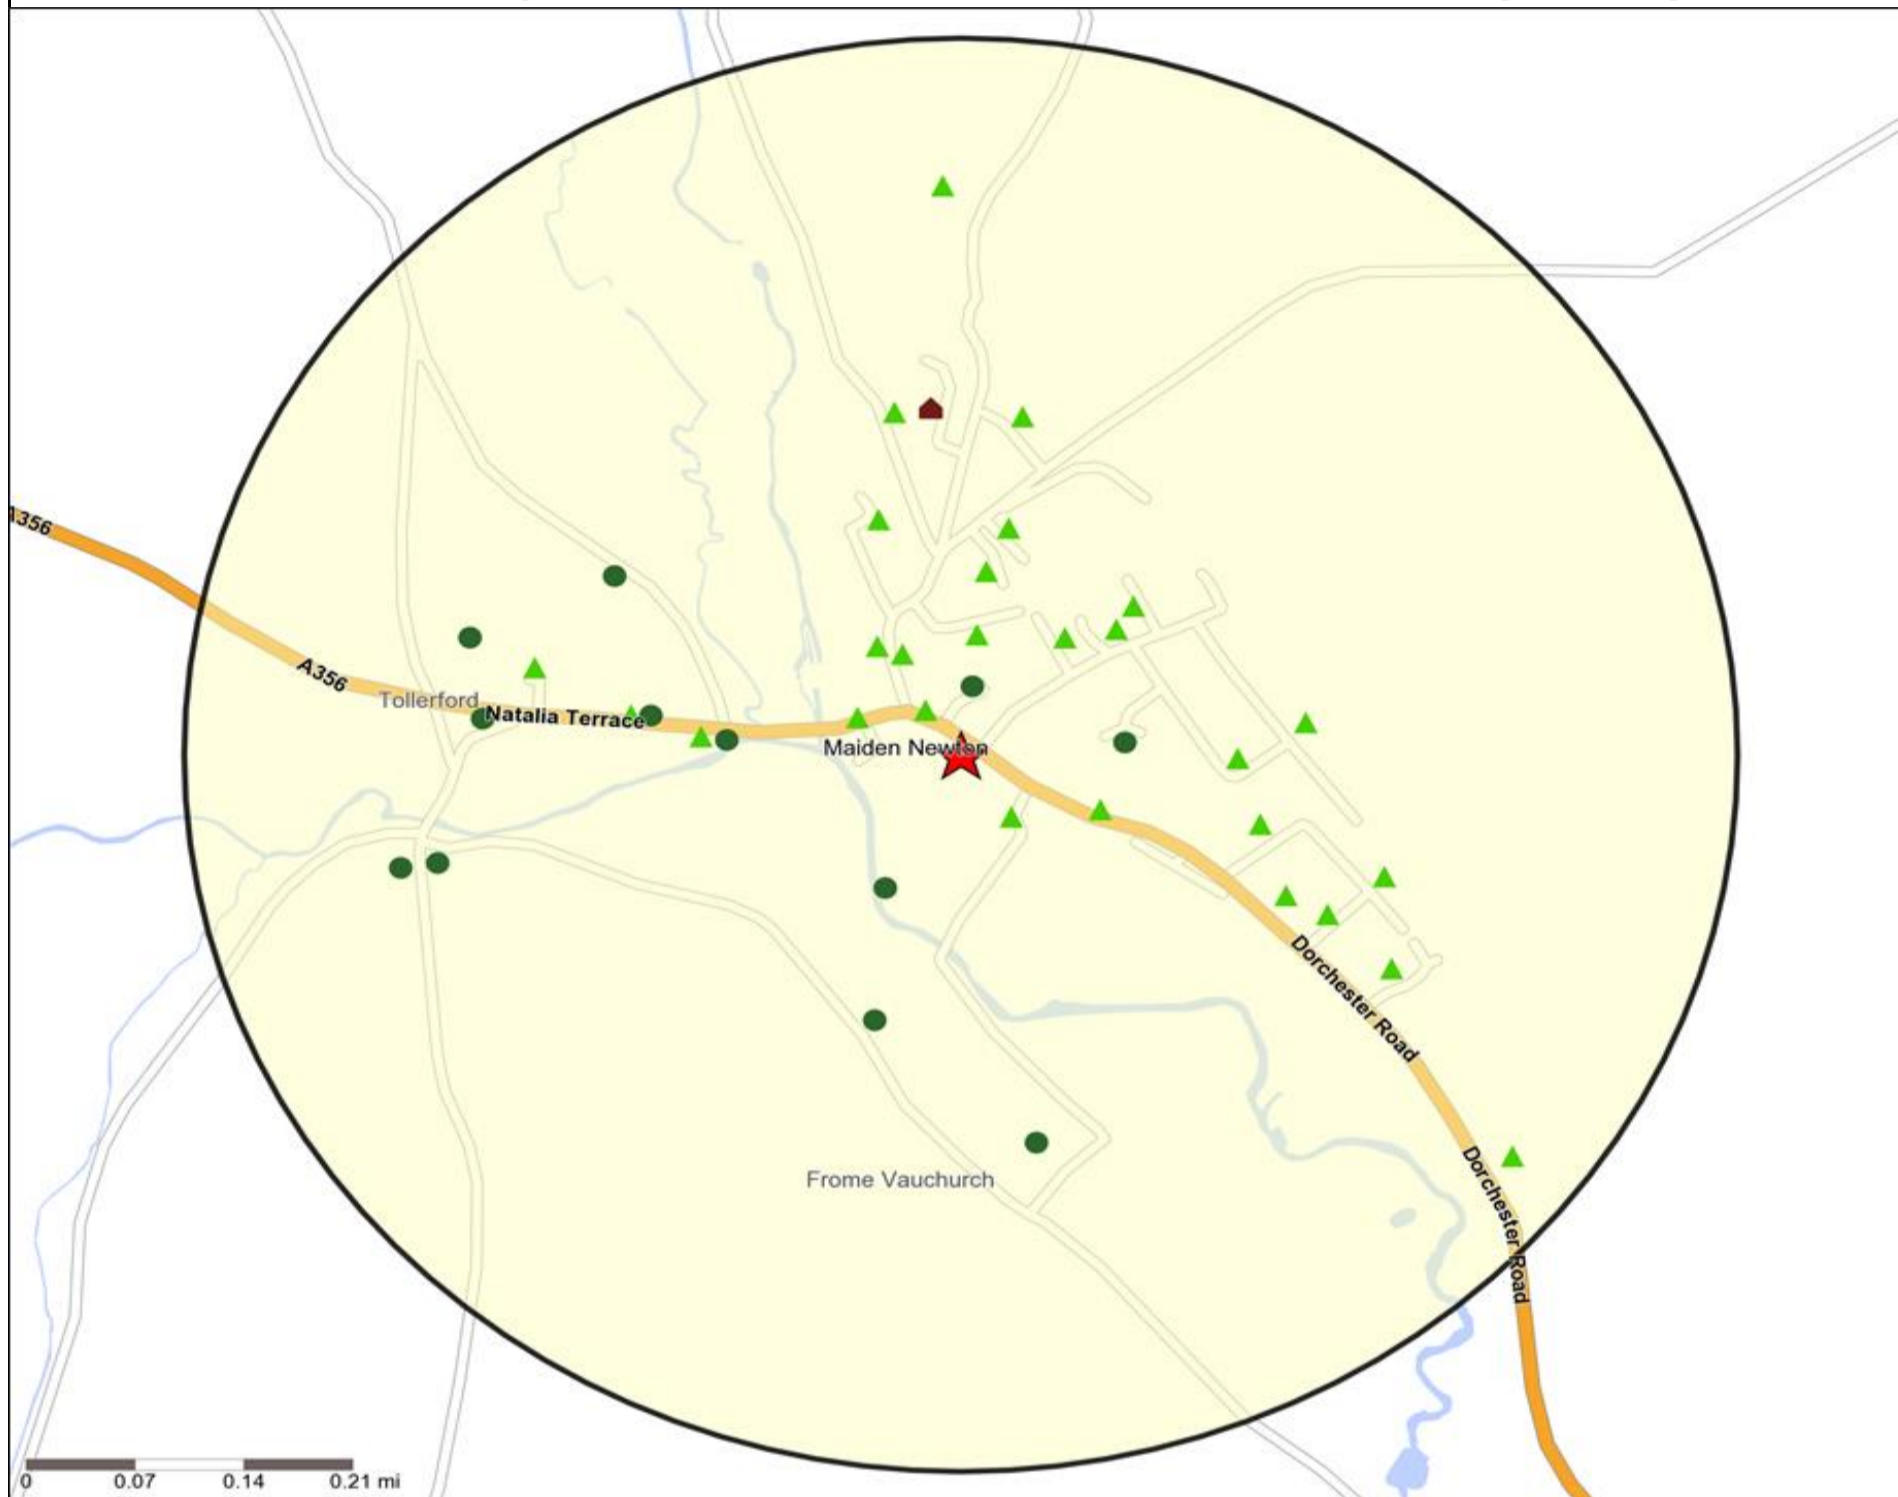 A356
A356
Tollerford
Natalia Terrace
Maiden Newton
Dorchester Road
Frome Vauchurch
Dorchester Road
0 0.07 0.14 0.21 mi